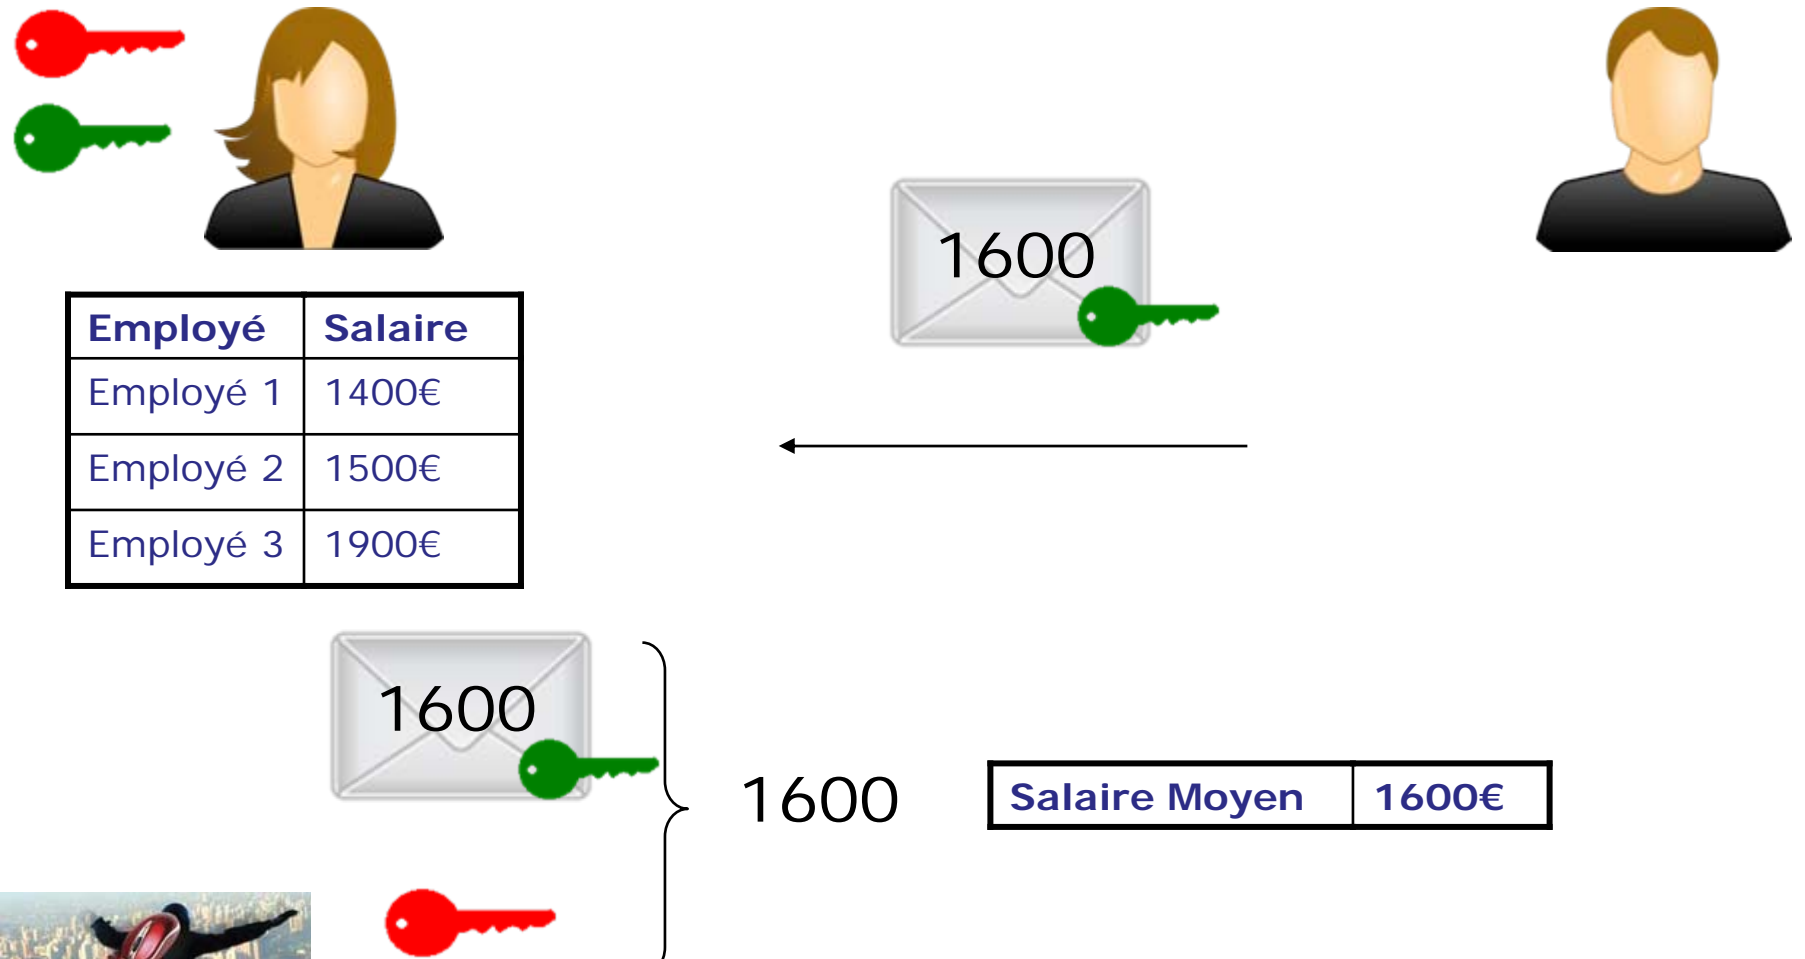 1600
Employé Salaire
Employé 1 1400€
Employé 2 1500€
Employé 3 1900€
1600
1600
Salaire Moyen 1600€